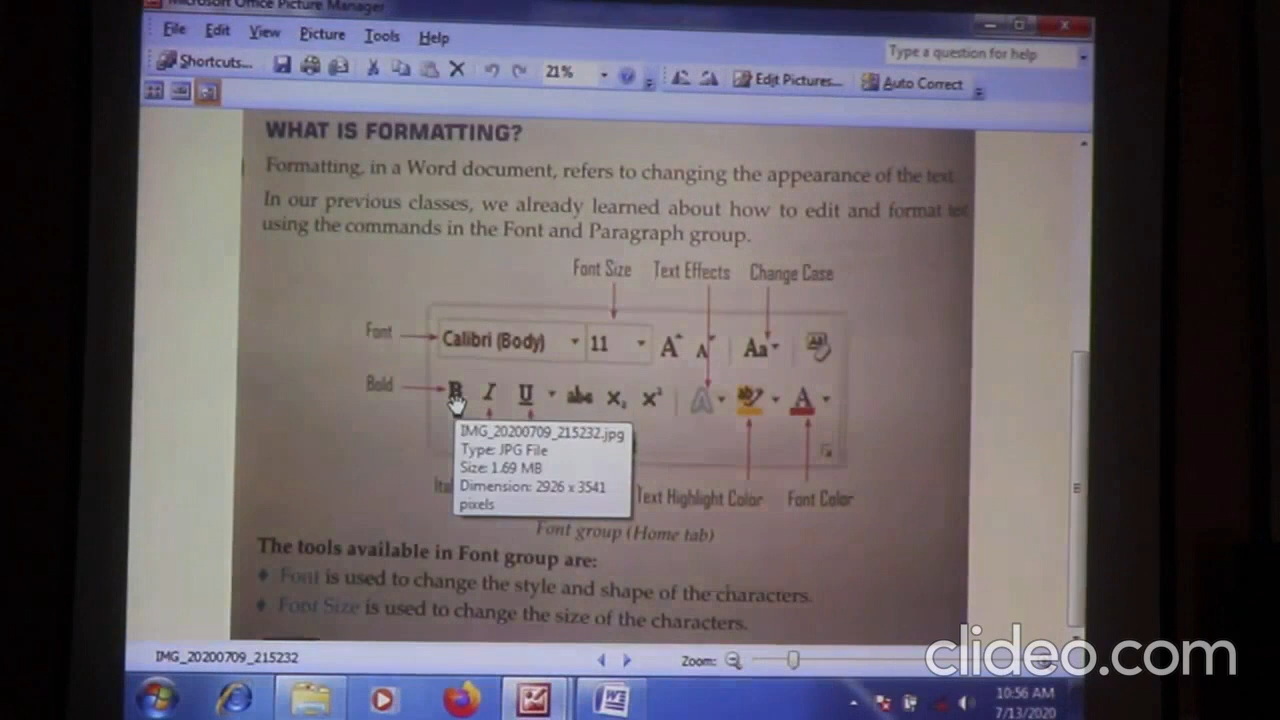 Microsoft Office Picture Manager
File Edit View Picture Tools Help
Type a question for help
Shortcuts... 21% Edit Pictures... Auto Correct
WHAT IS FORMATTING?
Formatting, in a Word document, refers to changing the appearance of the text.
In our previous classes, we already learned about how to edit and format text
using the commands in the Font and Paragraph group.
Font Size Text Effects Change Case
Font Calibri (Body) 11 A A Aa
Bold B I U abc X₂ X² A ab A
IMG_20200709_215232.jpg
Type: JPG File
Size: 1.69 MB
Dimension: 2926 x 3541
pixels
Text Highlight Color Font Color
Font group (Home tab)
The tools available in Font group are:
Font is used to change the style and shape of the characters.
Font Size is used to change the size of the characters.
IMG_20200709_215232 Zoom:
clideo.com
10:56 AM
7/13/2020